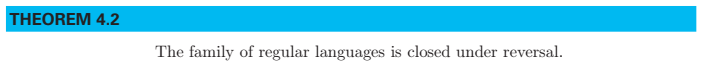 THEOREM 4.2
The family of regular languages is closed under reversal.